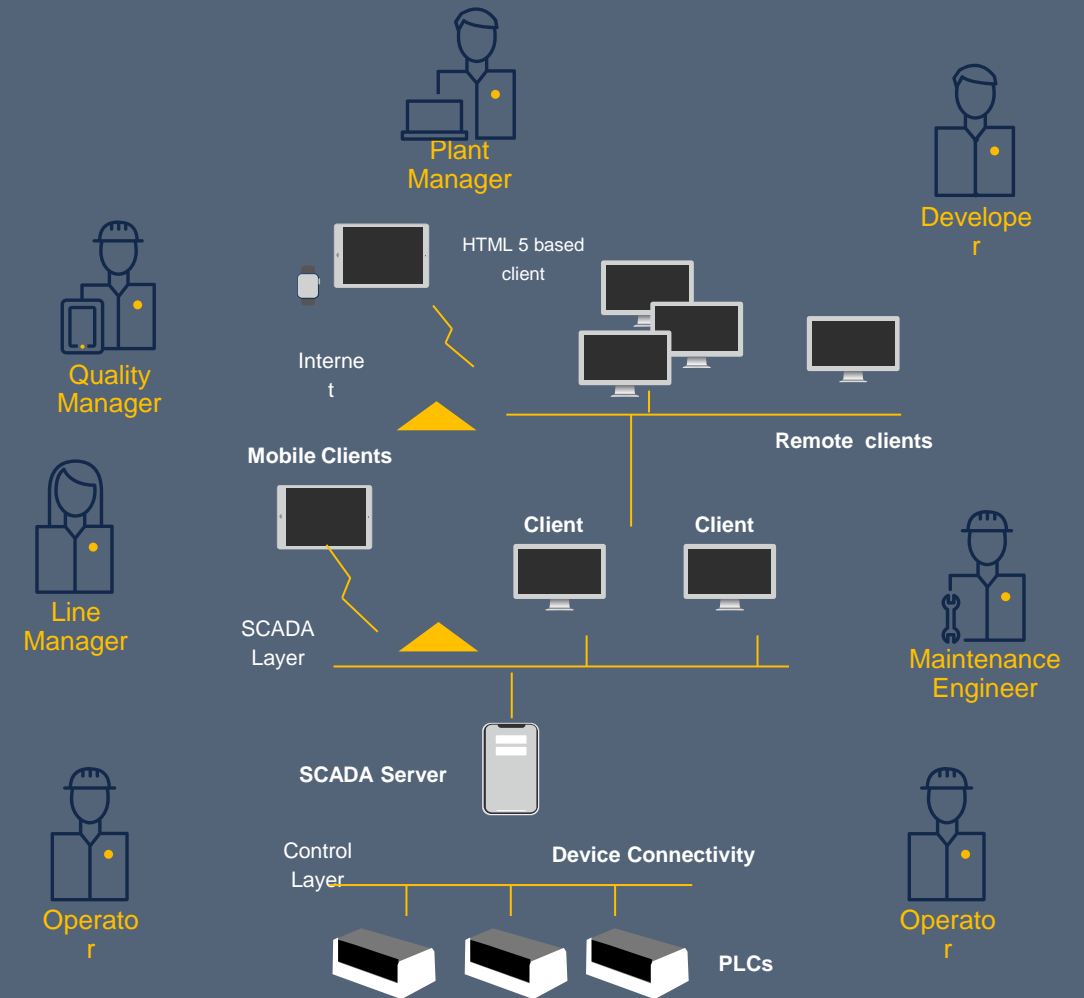 Plant
Manager
Develope
r
HTML 5 based
client
Quality
Manager
Interne
t
Remote clients
Mobile Clients
Client
Client
Line
Manager
SCADA
Layer
Maintenance
Engineer
SCADA Server
Control
Layer
Device Connectivity
Operato
r
Operato
r
PLCs